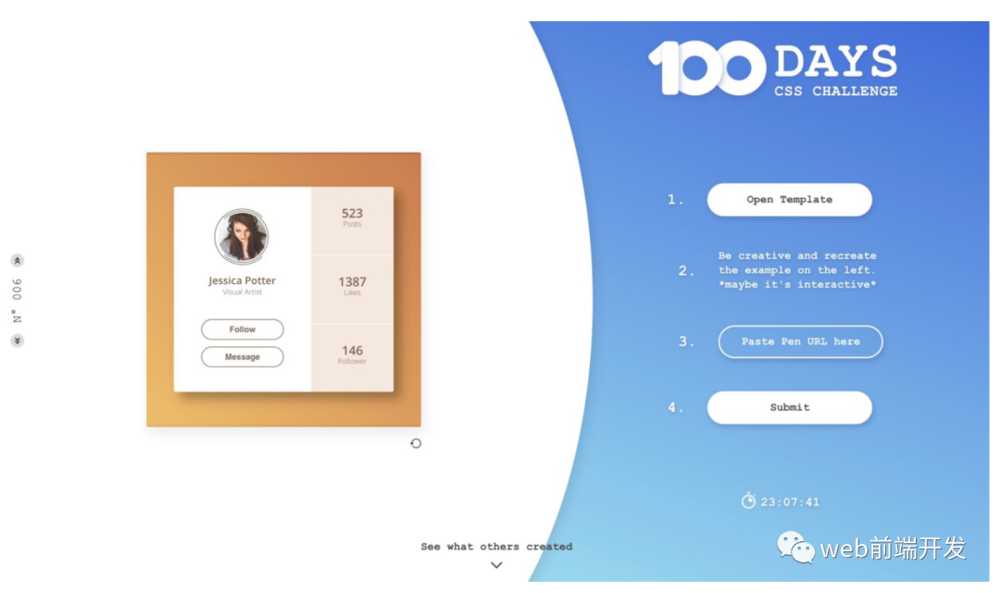 N° 006
523
Posts
Jessica Potter
Visual Artist
1387
Likes
Follow
Message
146
Follower
See what others created
100 DAYS
CSS CHALLENGE
1. Open Template
2. Be creative and recreate
the example on the left.
*maybe it's interactive*
3. Paste Pen URL here
4. Submit
23:07:41
web前端开发